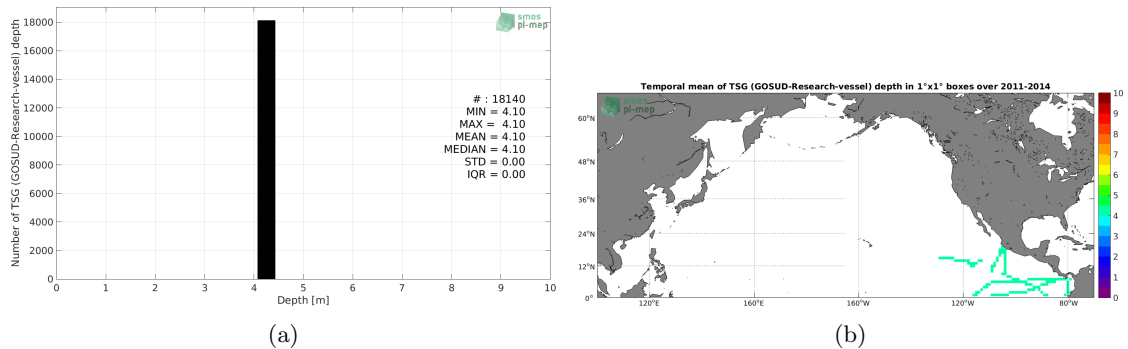 smos
pi-mep
Number of TSG (GOSUD-Research-vessel) depth
18000
16000
14000
12000
10000
8000
6000
4000
2000
0
# : 18140
MIN = 4.10
MAX = 4.10
MEAN = 4.10
MEDIAN = 4.10
STD = 0.00
IQR = 0.00
0 1 2 3 4 5 6 7 8 9 10
Depth [m]
(a)
Temporal mean of TSG (GOSUD-Research-vessel) depth in 1°x1° boxes over 2011-2014
smos
pi-mep
60°N
48°N
36°N
24°N
12°N
0°
120°E 160°E 160°W 120°W 80°W
10
9
8
7
6
5
4
3
2
1
0
(b)